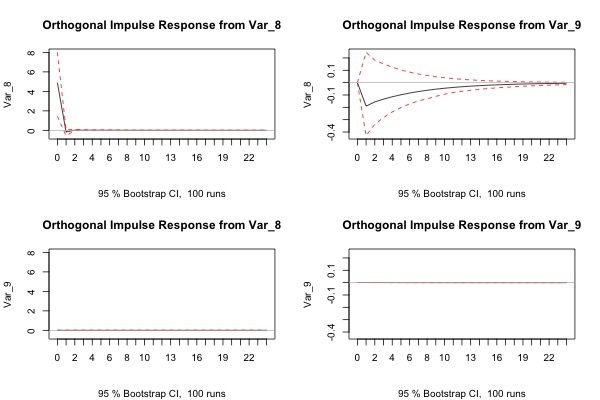 Orthogonal Impulse Response from Var_8
Var_8
0 2 4 6 8
0 2 4 6 8 10 13 16 19 22
95 % Bootstrap CI, 100 runs
Orthogonal Impulse Response from Var_9
Var_8
-0.4 -0.1 0.1
0 2 4 6 8 10 13 16 19 22
95 % Bootstrap CI, 100 runs
Orthogonal Impulse Response from Var_8
Var_9
0 2 4 6 8
0 2 4 6 8 10 13 16 19 22
95 % Bootstrap CI, 100 runs
Orthogonal Impulse Response from Var_9
Var_9
-0.4 -0.1 0.1
0 2 4 6 8 10 13 16 19 22
95 % Bootstrap CI, 100 runs